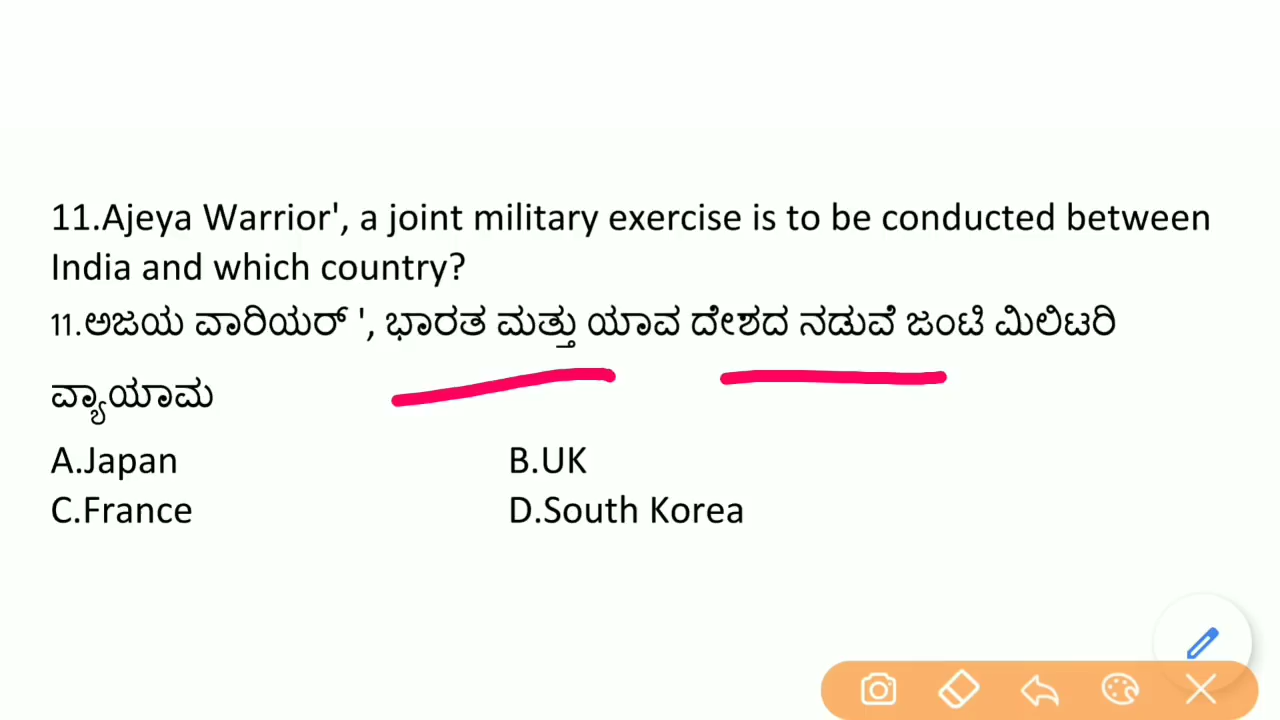 11.Ajeya Warrior', a joint military exercise is to be conducted between
India and which country?
11.ಅಜಯ ವಾರಿಯರ್ ', ಭಾರತ ಮತ್ತು ಯಾವ ದೇಶದ ನಡುವೆ ಜಂಟಿ ಮಿಲಿಟರಿ
ವ್ಯಾಯಾಮ
A.Japan B.UK
C.France D.South Korea